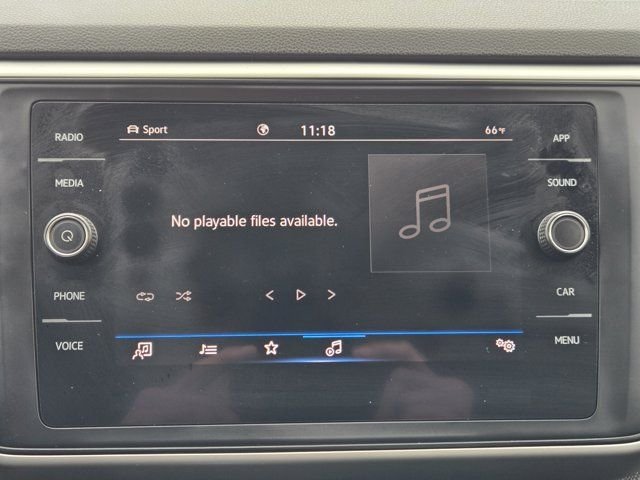 RADIO
Sport
11:18
66°F
APP
MEDIA
SOUND
No playable files available.
PHONE
CAR
VOICE
MENU